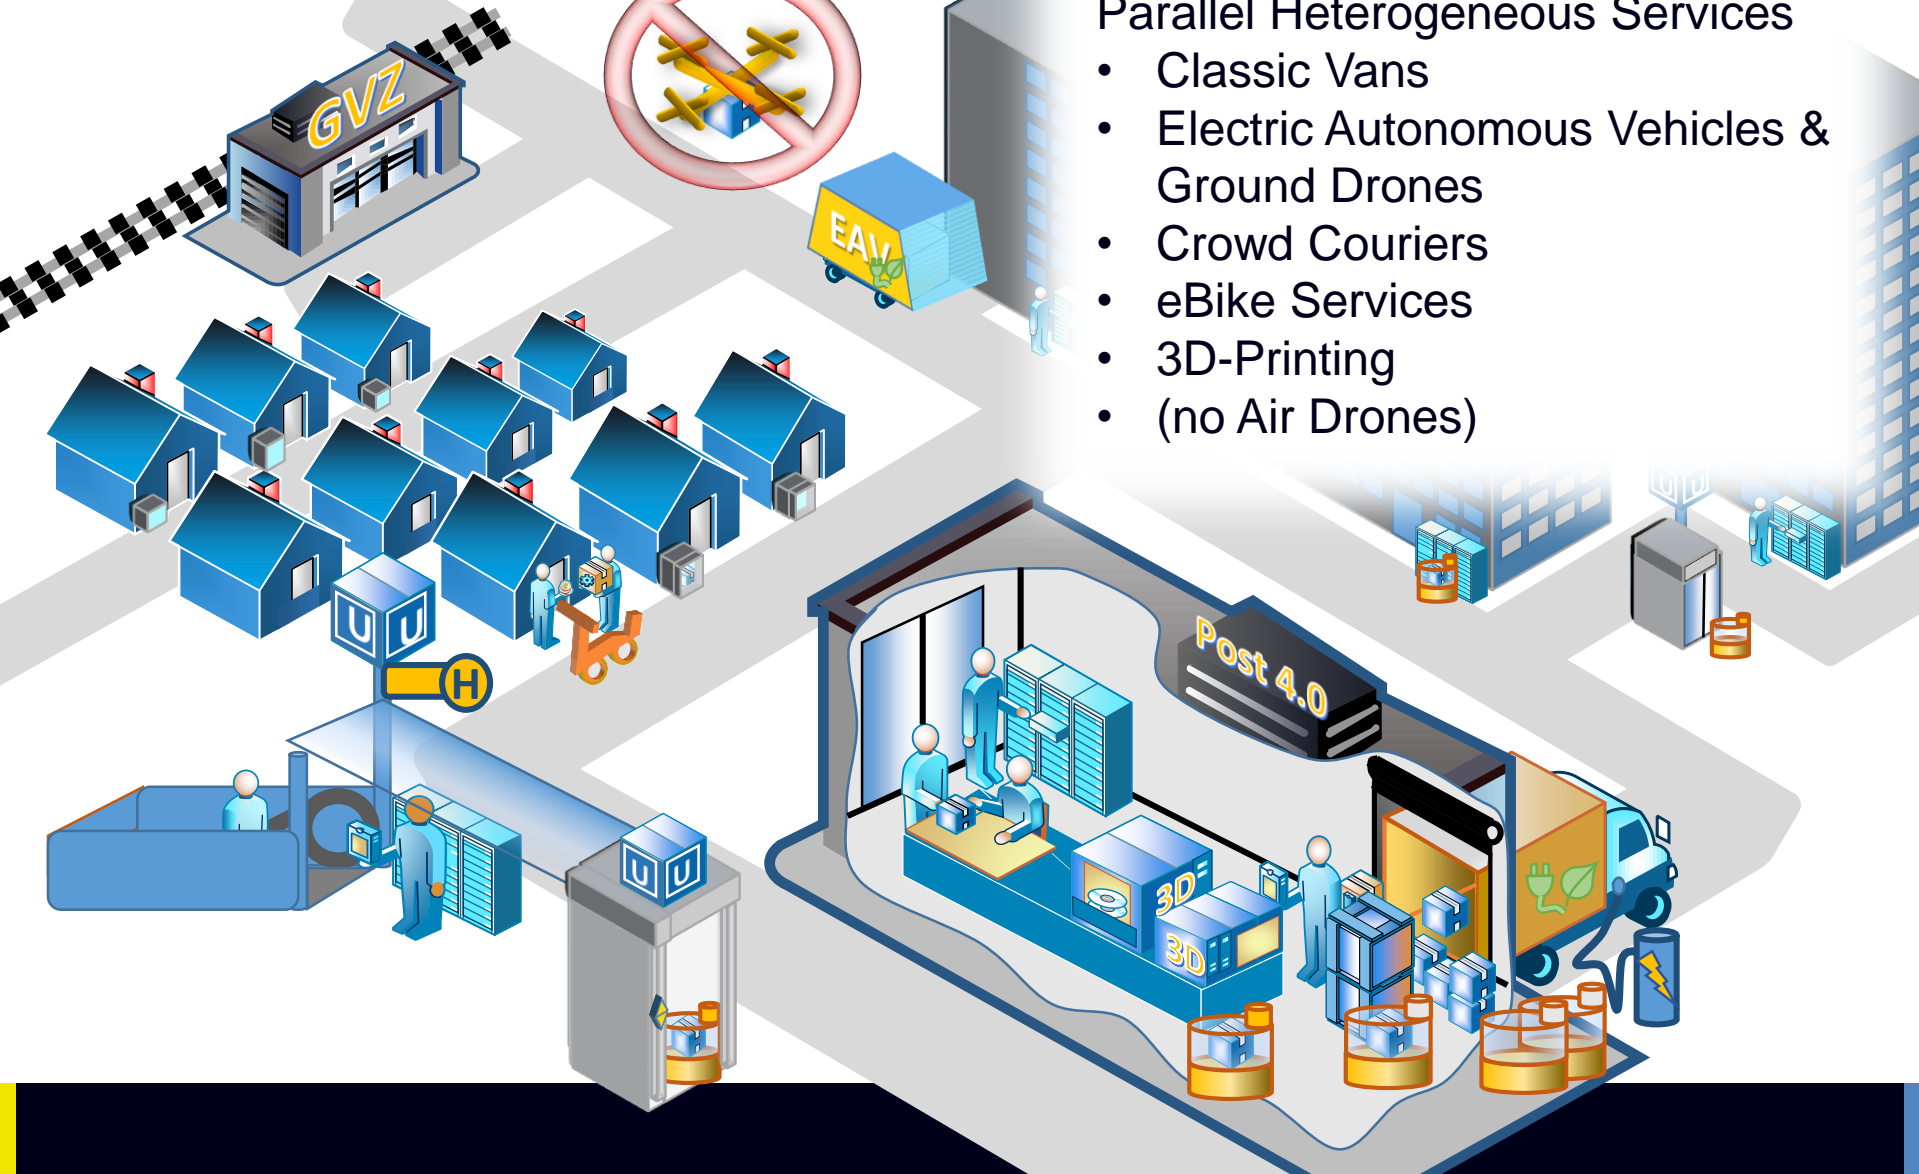 Parallel Heterogeneous Services
• Classic Vans
• Electric Autonomous Vehicles &
Ground Drones
• Crowd Couriers
• eBike Services
• 3D-Printing
• (no Air Drones)
GVZ
EAV
U U
U U
H
Post 4.0
U U
3D
3D